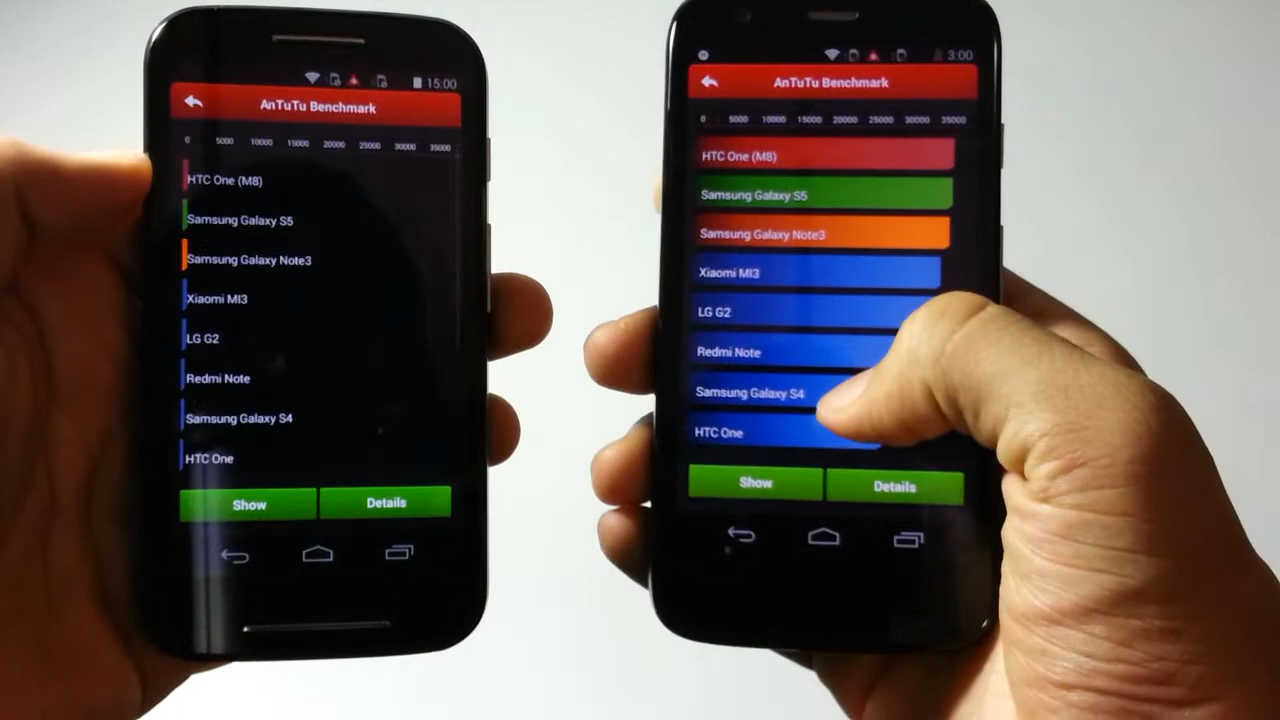 15:00
AnTuTu Benchmark
0 5000 10000 15000 20000 25000 30000 35000
HTC One (M8)
Samsung Galaxy S5
Samsung Galaxy Note3
Xiaomi MI3
LG G2
Redmi Note
Samsung Galaxy S4
HTC One
Show Details
3:00
AnTuTu Benchmark
0 5000 10000 15000 20000 25000 30000 35000
HTC One (M8)
Samsung Galaxy S5
Samsung Galaxy Note3
Xiaomi MI3
LG G2
Redmi Note
Samsung Galaxy S4
HTC One
Show Details